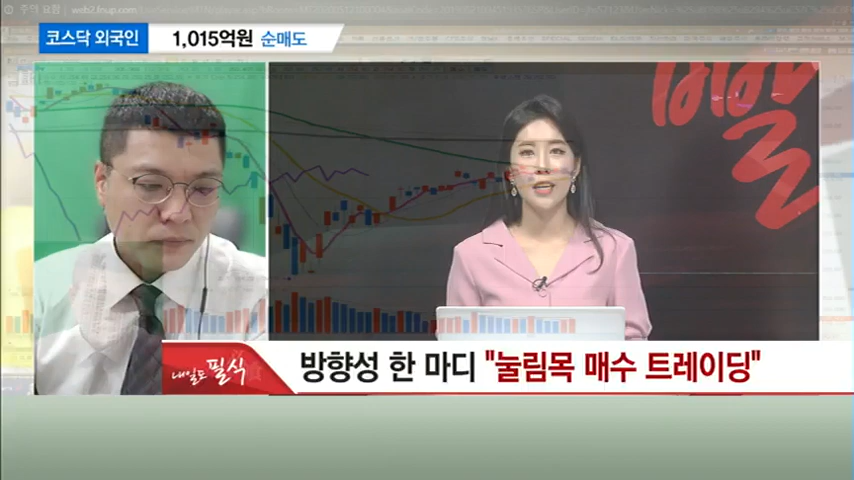 코스닥 외국인 1,015억원 순매도
내일도 필식
방향성 한 마디 "눌림목 매수 트레이딩"